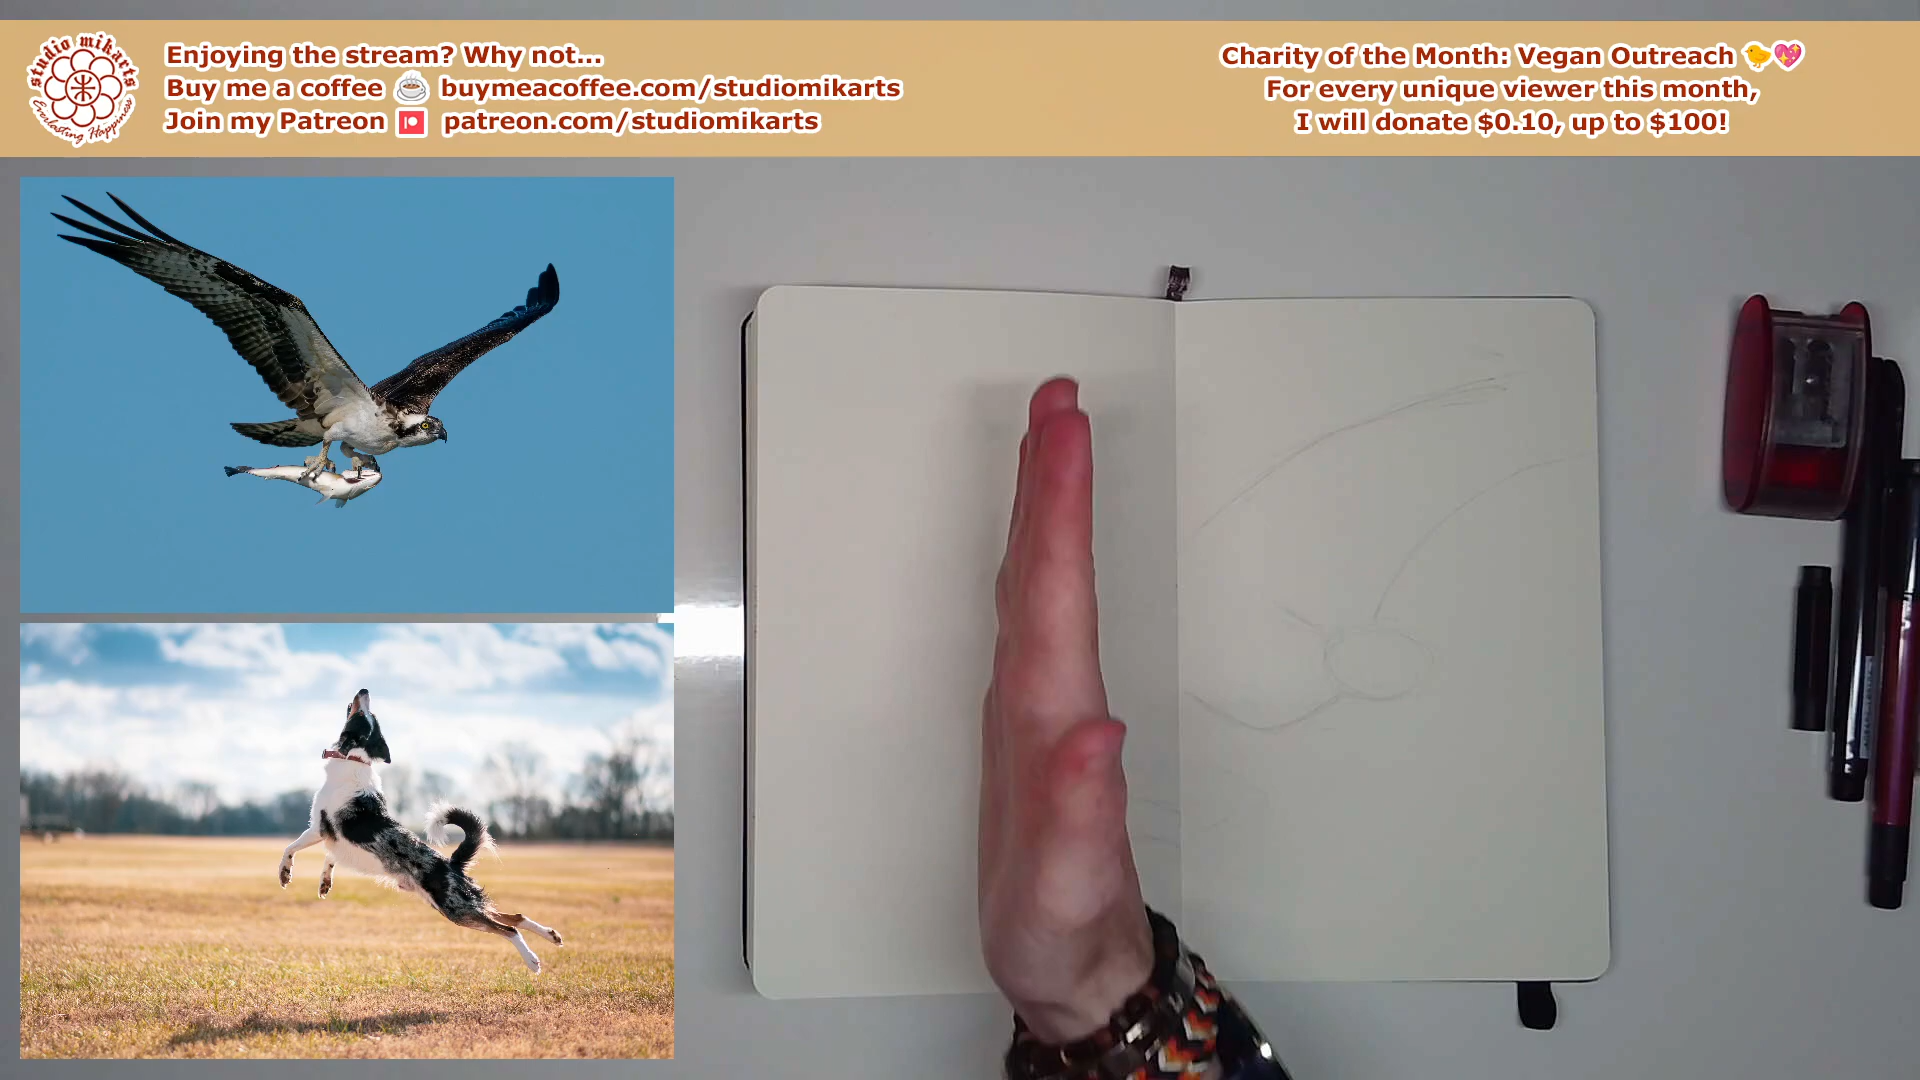 studio mikarts
Everlasting Happiness
Enjoying the stream? Why not...
Buy me a coffee ☕ buymeacoffee.com/studiomikarts
Join my Patreon patreon.com/studiomikarts
Charity of the Month: Vegan Outreach 🐤💖
For every unique viewer this month,
I will donate $0.10, up to $100!